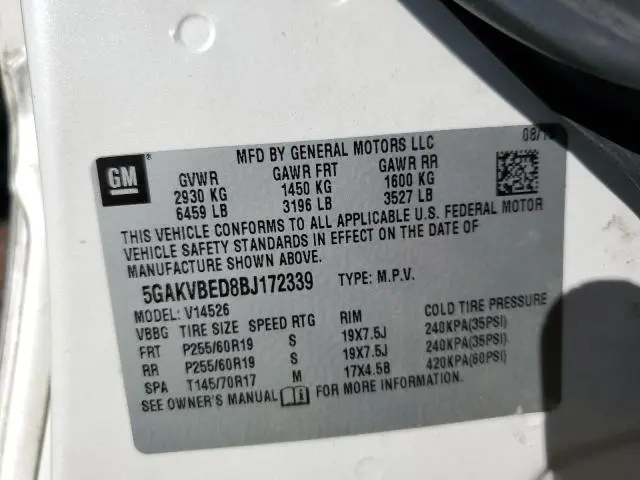 MFD BY GENERAL MOTORS LLC 08/1
GM
GVWR GAWR FRT GAWR RR
2930 KG 1450 KG 1600 KG
6459 LB 3196 LB 3527 LB
THIS VEHICLE CONFORMS TO ALL APPLICABLE U.S. FEDERAL MOTOR
VEHICLE SAFETY STANDARDS IN EFFECT ON THE DATE OF
MANUFACTURE SHOWN ABOVE.
5GAKVBED8BJ172339 TYPE: M.P.V.
MODEL: V14526
VBBG TIRE SIZE SPEED RTG RIM COLD TIRE PRESSURE
FRT P255/60R19 S 19X7.5J 240KPA(35PSI)
RR P255/60R19 S 19X7.5J 240KPA(35PSI)
SPA T145/70R17 M 17X4.5B 420KPA(60PSI)
SEE OWNER'S MANUAL FOR MORE INFORMATION.